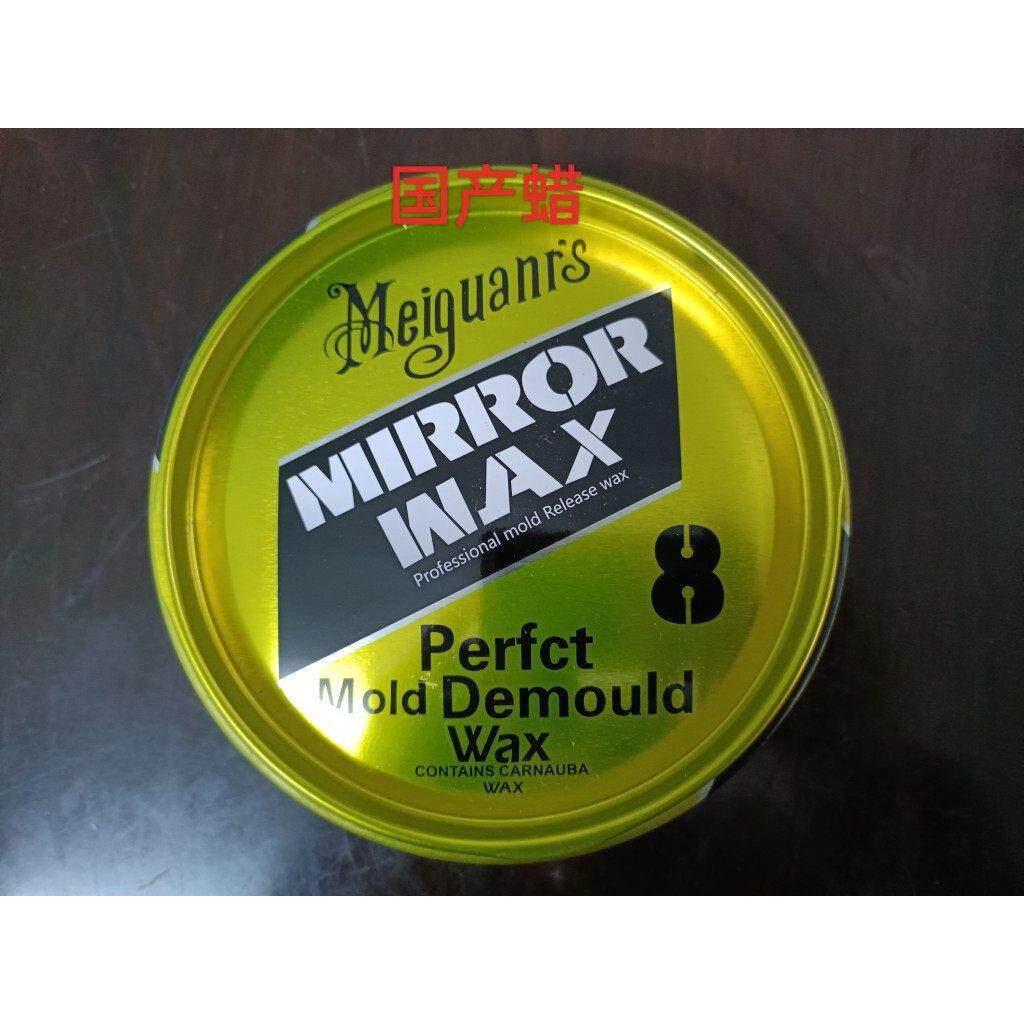 国产蜡
Meiguanr's
MIRROR
WAX
Professional mold Release wax
8
Perfct
Mold Demould
Wax
CONTAINS CARNAUBA
WAX